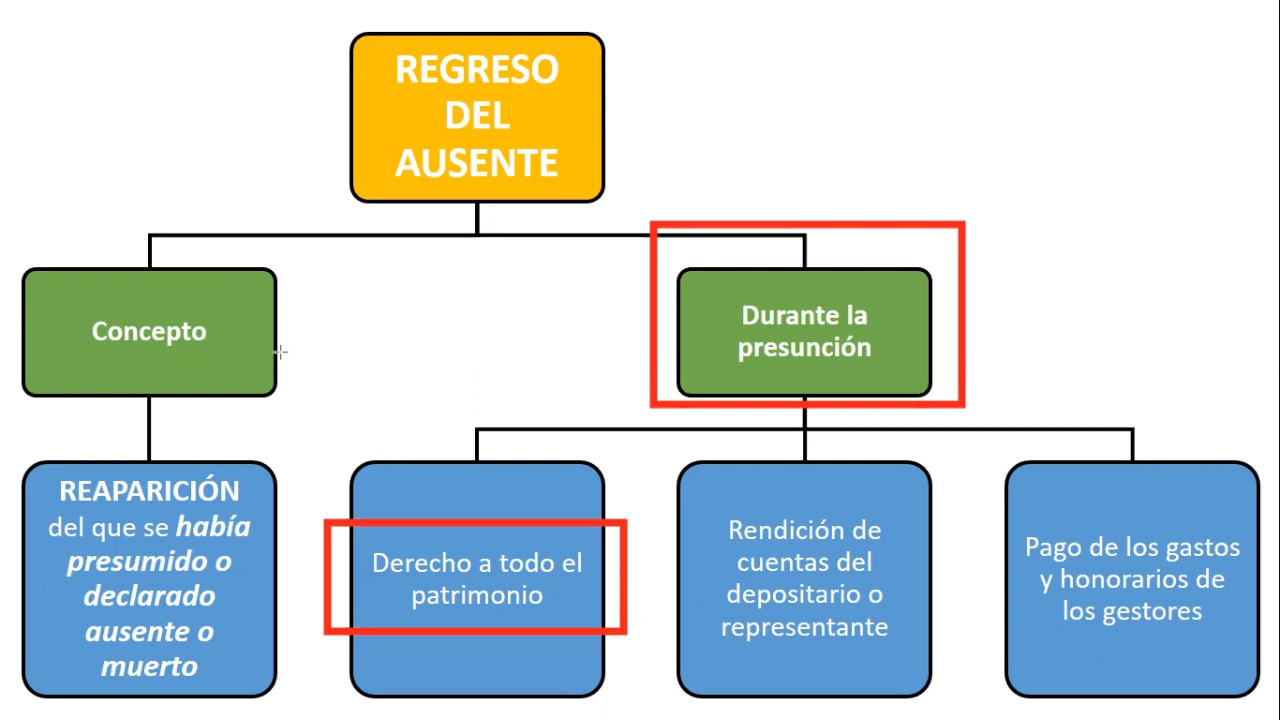 REGRESO
DEL
AUSENTE
Concepto
Durante la
presunción
REAPARICIÓN
del que se había
presumido o
declarado
ausente o
muerto
Derecho a todo el
patrimonio
Rendición de
cuentas del
depositario o
representante
Pago de los gastos
y honorarios de
los gestores